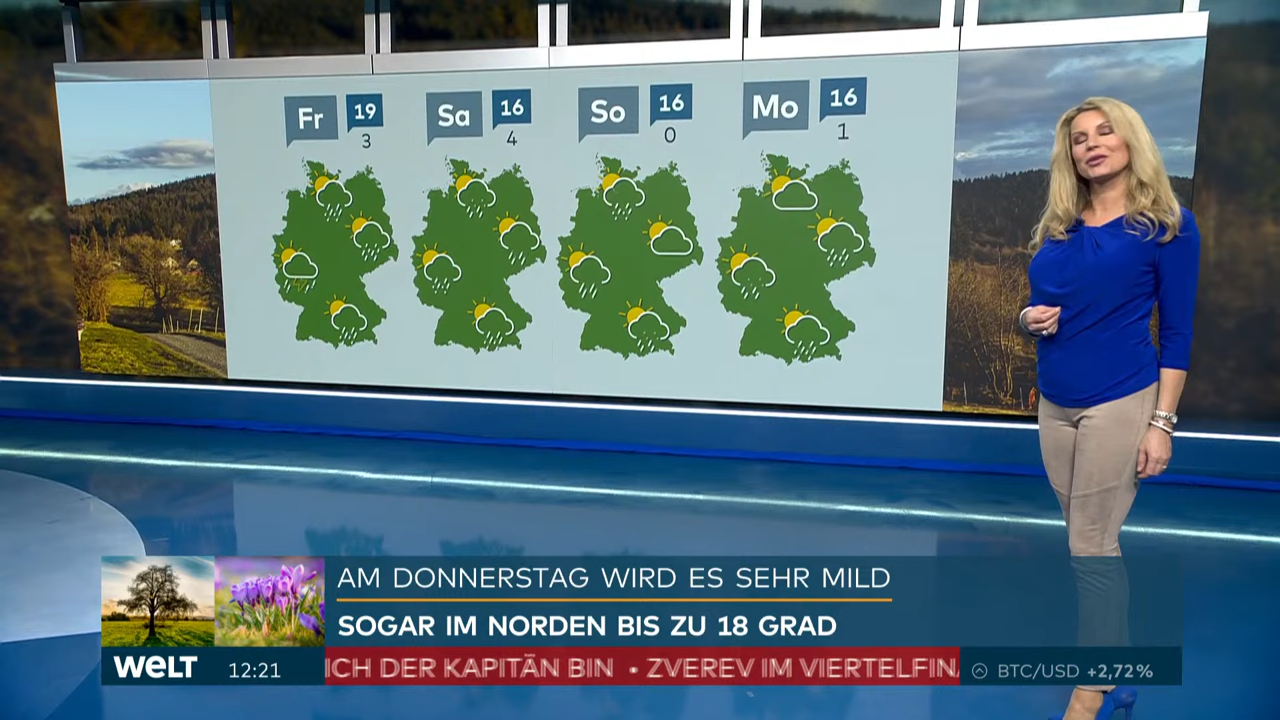 Fr 19
3
Sa 16
4
So 16
0
Mo 16
1
AM DONNERSTAG WIRD ES SEHR MILD
SOGAR IM NORDEN BIS ZU 18 GRAD
WELT 12:21 ICH DER KAPITÄN BIN • ZVEREV IM VIERTELFINA BTC/USD +2,72%